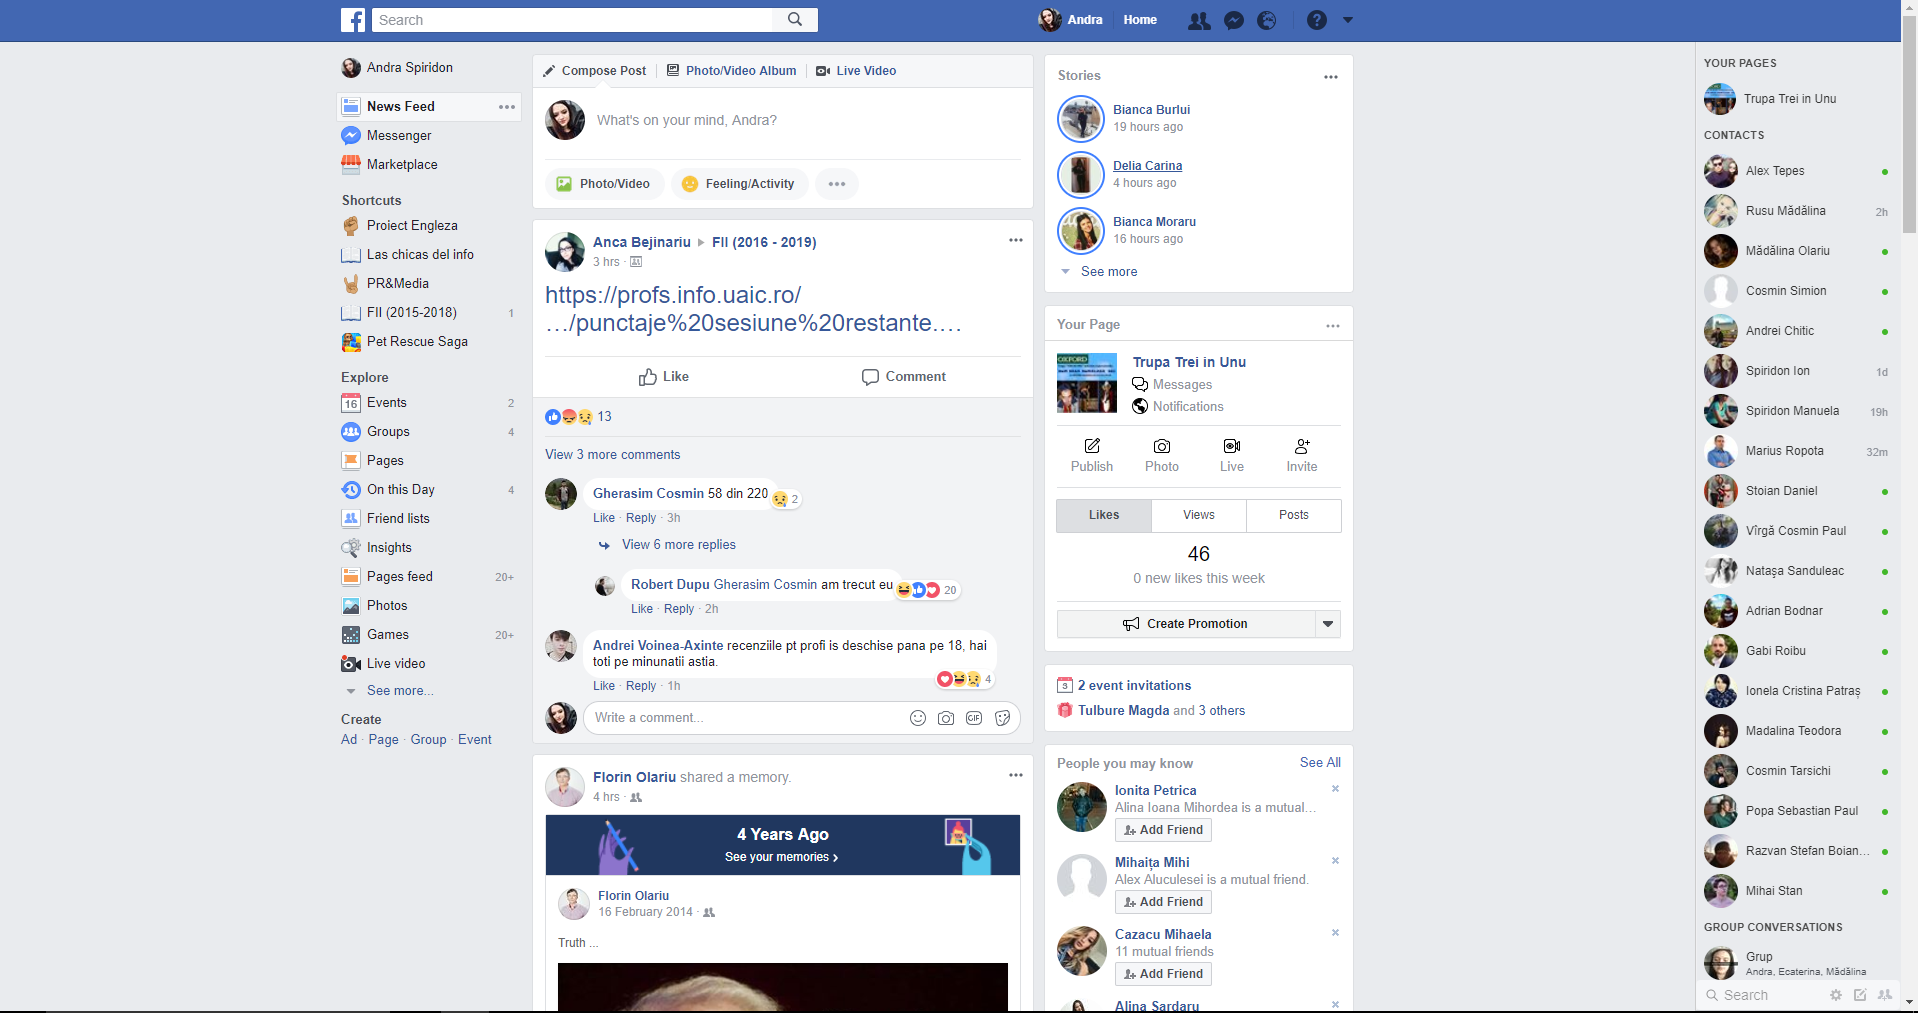 Search
Andra
Home
Andra Spiridon
News Feed
Messenger
Marketplace
Shortcuts
Proiect Engleza
Las chicas del info
PR&Media
FII (2015-2018) 1
Pet Rescue Saga
Explore
16 Events 2
Groups 4
Pages
On this Day 4
Friend lists
Insights
Pages feed 20+
Photos
Games 20+
Live video
See more...
Create
Ad · Page · Group · Event
Compose Post
Photo/Video Album
Live Video
What's on your mind, Andra?
Photo/Video
Feeling/Activity
Anca Bejinariu FII (2016 - 2019)
3 hrs ·
https://profs.info.uaic.ro/
…/punctaje%20sesiune%20restante.…
Like
Comment
13
View 3 more comments
Gherasim Cosmin 58 din 220
2
Like · Reply · 3h
View 6 more replies
Robert Dupu Gherasim Cosmin am trecut eu
20
Like · Reply · 2h
Andrei Voinea-Axinte recenziile pt profi is deschise pana pe 18, hai
toti pe minunatii astia.
4
Like · Reply · 1h
Write a comment...
GIF
Florin Olariu shared a memory.
4 hrs ·
4 Years Ago
See your memories ›
Florin Olariu
16 February 2014 ·
Truth ...
Stories
Bianca Burlui
19 hours ago
Delia Carina
4 hours ago
Bianca Moraru
16 hours ago
See more
Your Page
OXFORD
Trupa Trei in Unu
Messages
Notifications
Publish
Photo
Live
Invite
Likes
Views
Posts
46
0 new likes this week
Create Promotion
3 2 event invitations
Tulbure Magda and 3 others
People you may know
See All
Ionita Petrica
Alina Ioana Mihordea is a mutual...
Add Friend
Mihaița Mihi
Alex Aluculesei is a mutual friend.
Add Friend
Cazacu Mihaela
11 mutual friends
Add Friend
Alina Sardaru
YOUR PAGES
Trupa Trei in Unu
CONTACTS
Alex Tepes
Rusu Mădălina 2h
Mădălina Olariu
Cosmin Simion
Andrei Chitic
Spiridon Ion 1d
Spiridon Manuela 19h
Marius Ropota 32m
Stoian Daniel
Vîrgă Cosmin Paul
Natașa Sanduleac
Adrian Bodnar
Gabi Roibu
Ionela Cristina Patraș
Madalina Teodora
Cosmin Tarsichi
Popa Sebastian Paul
Razvan Stefan Boian...
Mihai Stan
GROUP CONVERSATIONS
Grup
Andra, Ecaterina, Mădălina
Search